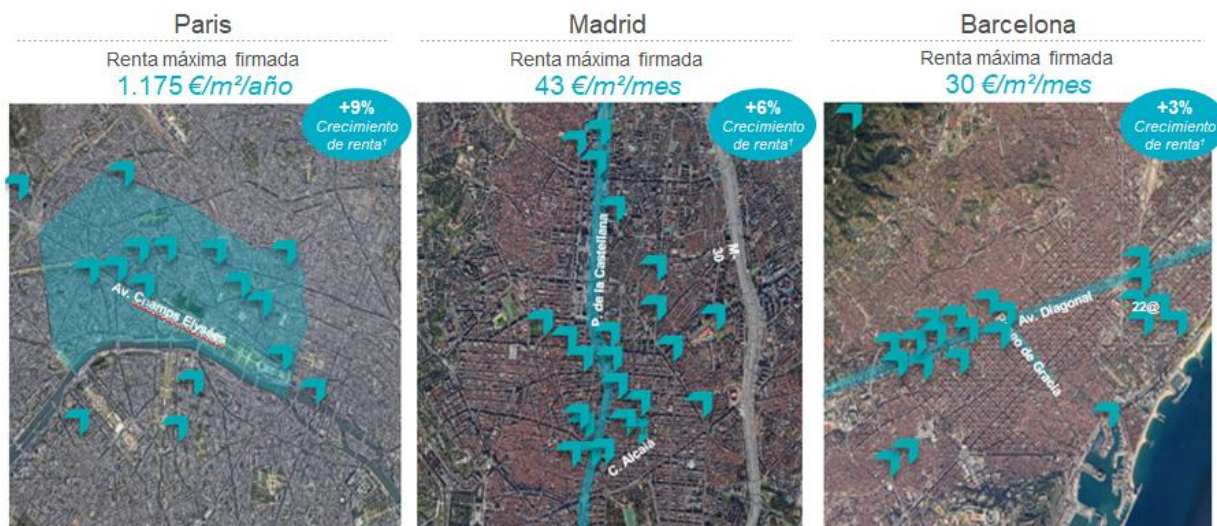 Paris
Renta máxima firmada
1.175 €/m²/año
+9%
Crecimiento
de renta¹
Av. Champs Elysées
Madrid
Renta máxima firmada
43 €/m²/mes
+6%
Crecimiento
de renta¹
P. de la Castellana
M-
30
C. Alcalá
Barcelona
Renta máxima firmada
30 €/m²/mes
+3%
Crecimiento
de renta¹
Av. Diagonal
22@
de Gracia